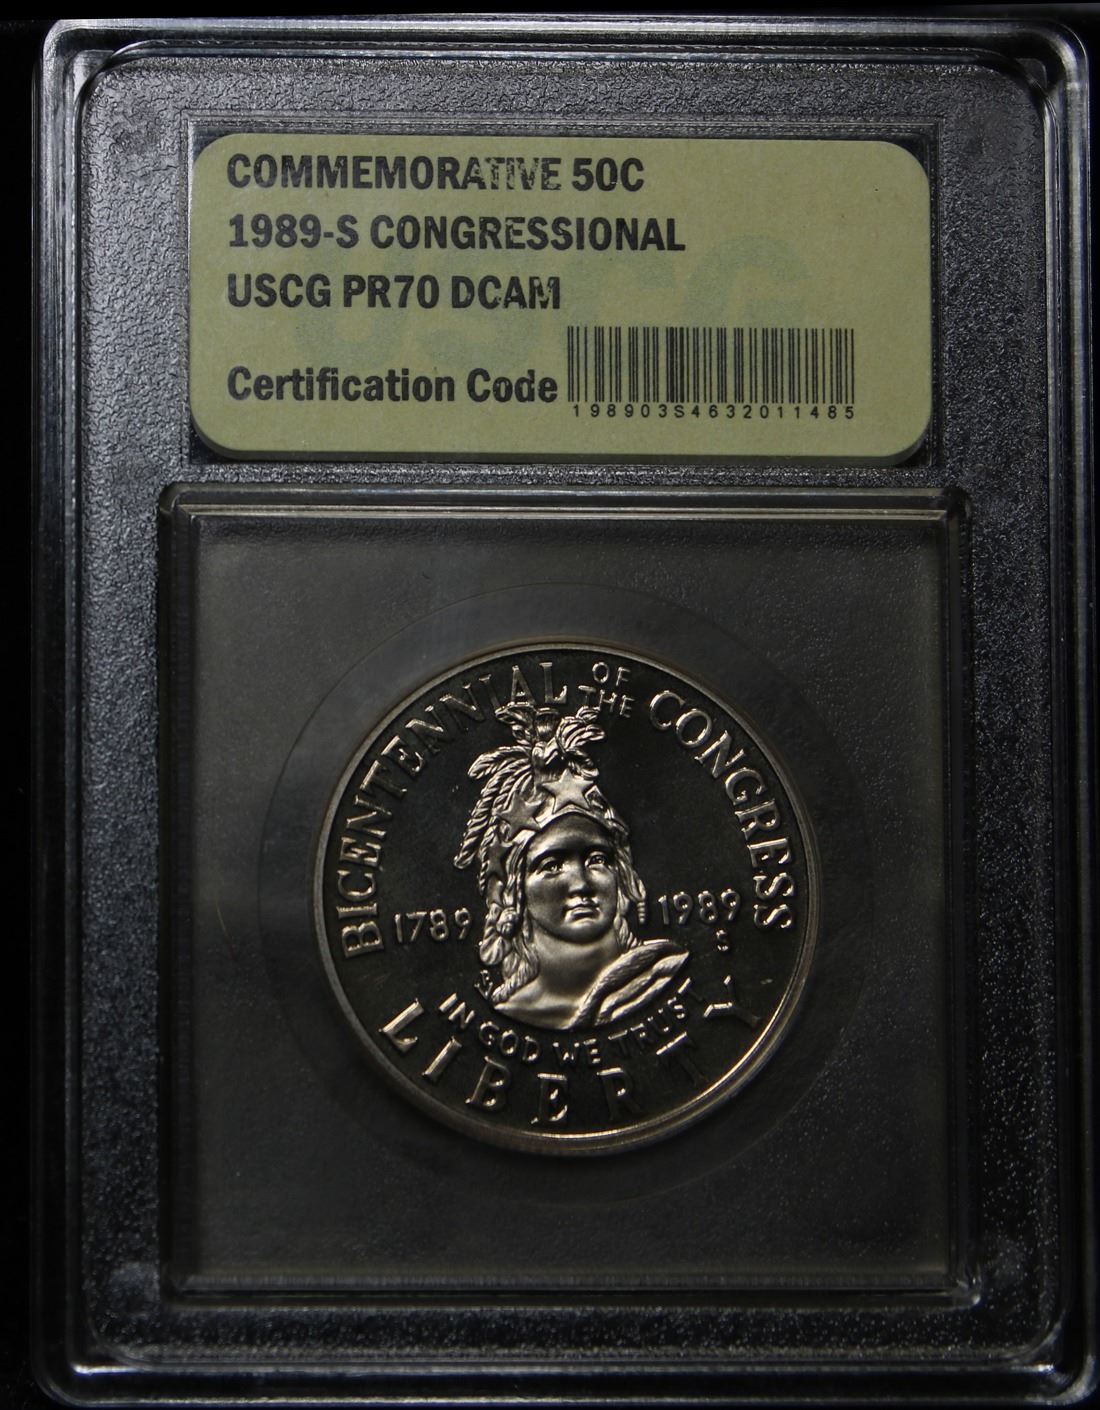 COMMEMORATIVE 50C
1989-S CONGRESSIONAL
USCG PR70 DCAM
USCG
Certification Code
198903S4632011485
BICENTENNIAL OF THE CONGRESS
1789 1989
S
IN GOD WE TRUST
LIBERTY